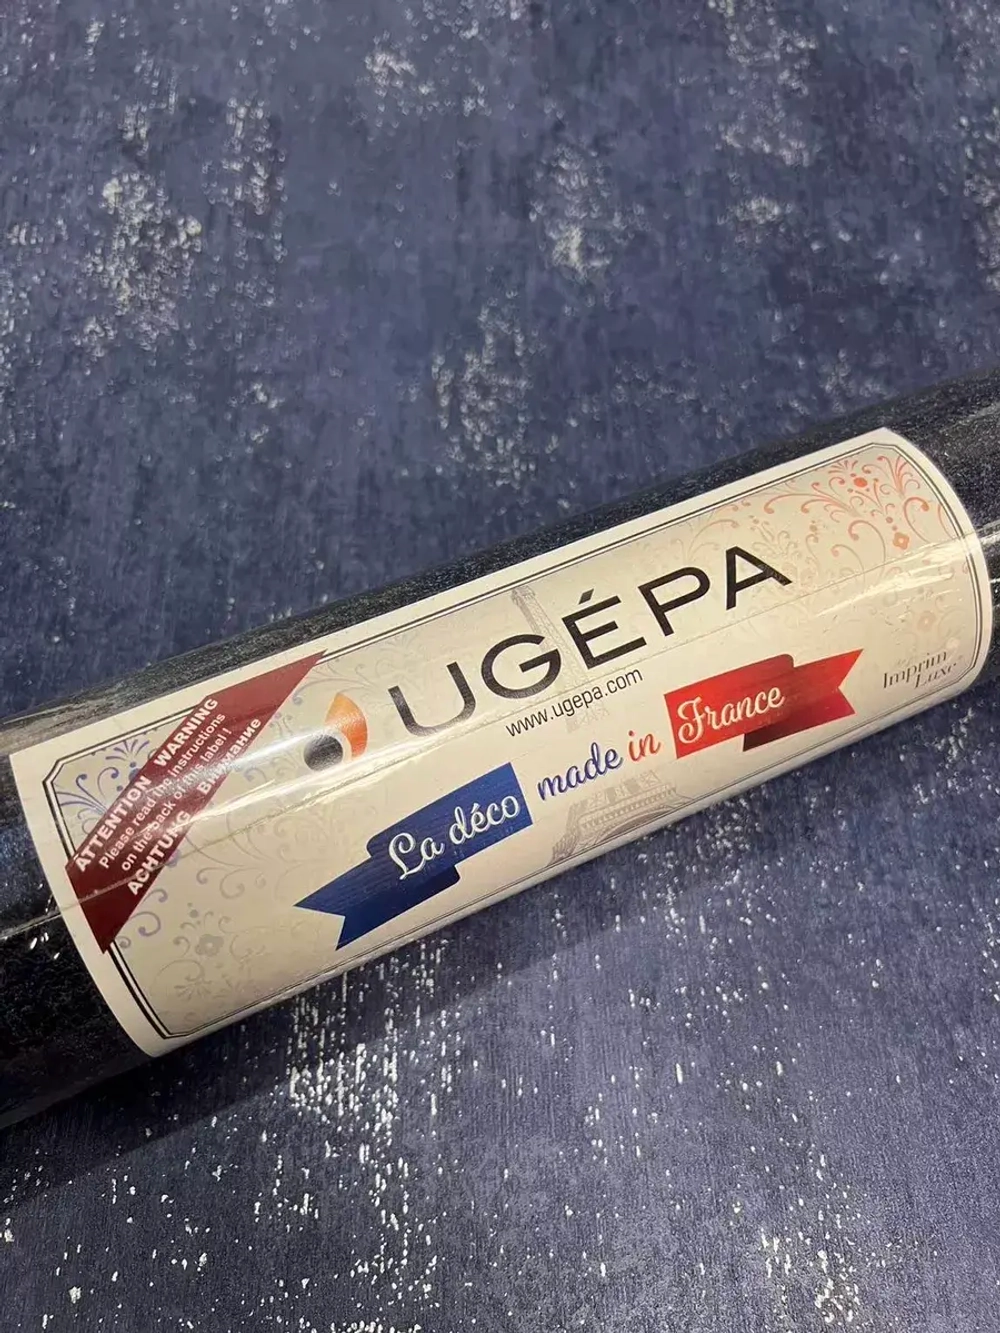 ATTENTION WARNING
Please read the instructions
on the back of this label !
ACHTUNG Внимание
UGÉPA
www.ugepa.com
La déco made in France
Imprim
Luxe